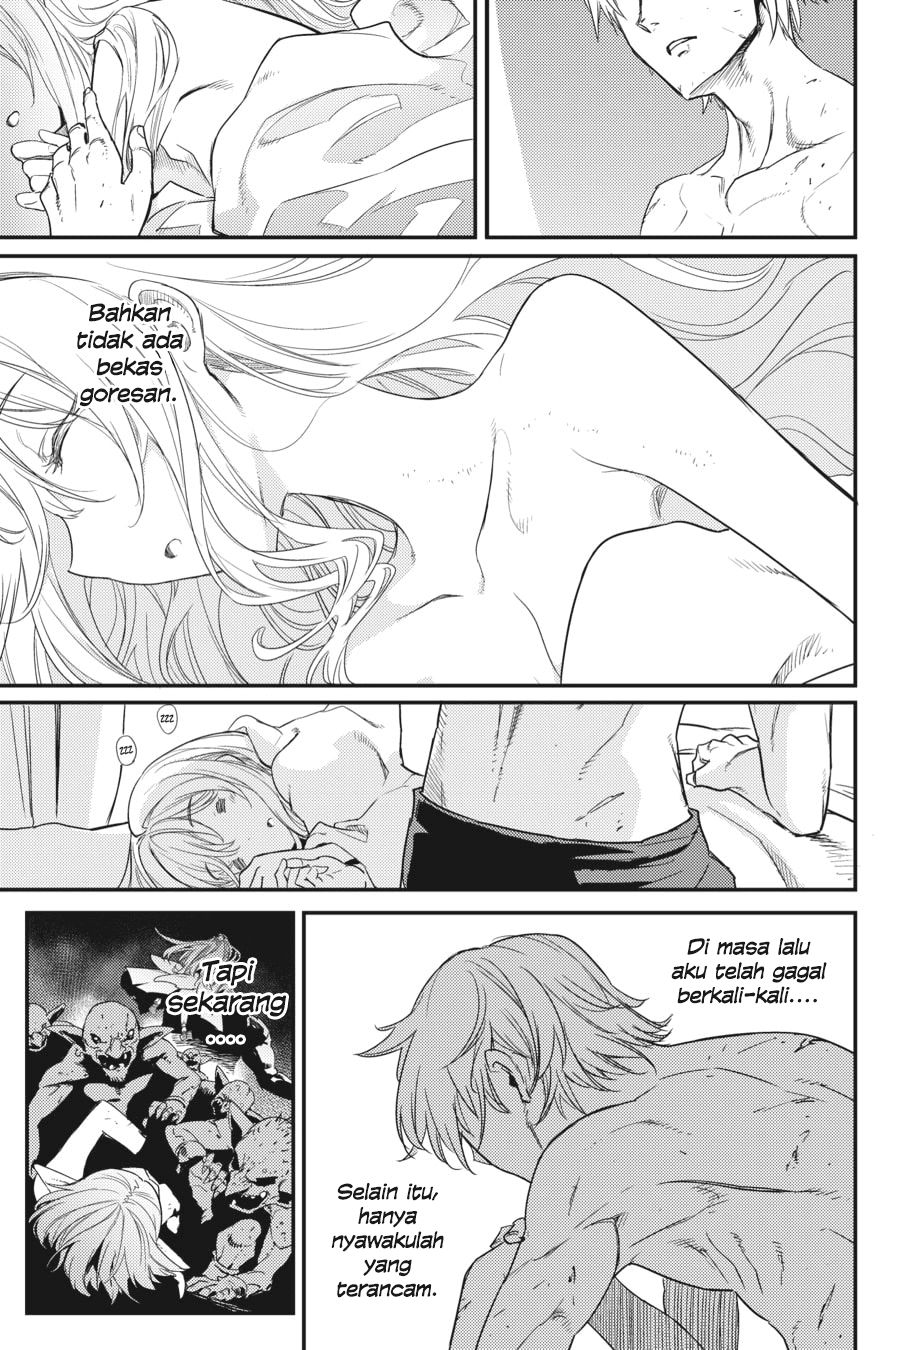 Bahkan
tidak ada
bekas
goresan.
zzz
zzz
Di masa lalu
aku telah gagal
berkali-kali....
Selain itu,
hanya
nyawakulah
yang
terancam.
Tapi
sekarang
....